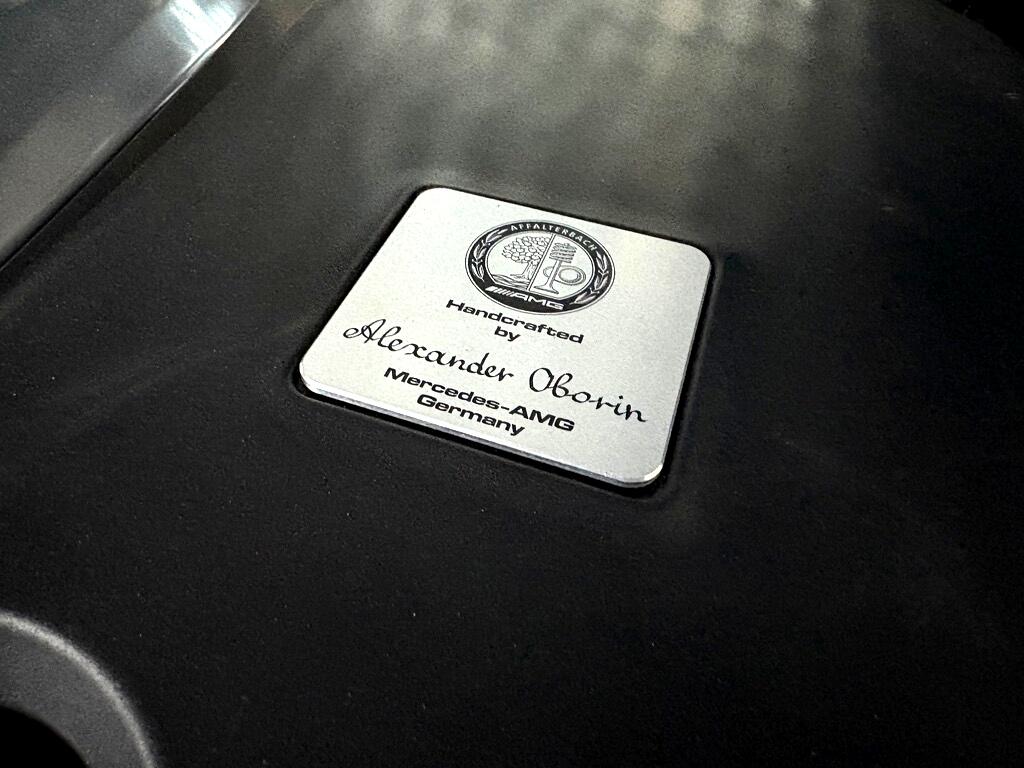 AFFALTERBACH
AMG
Handcrafted
by
Alexander Oborin
Mercedes-AMG
Germany